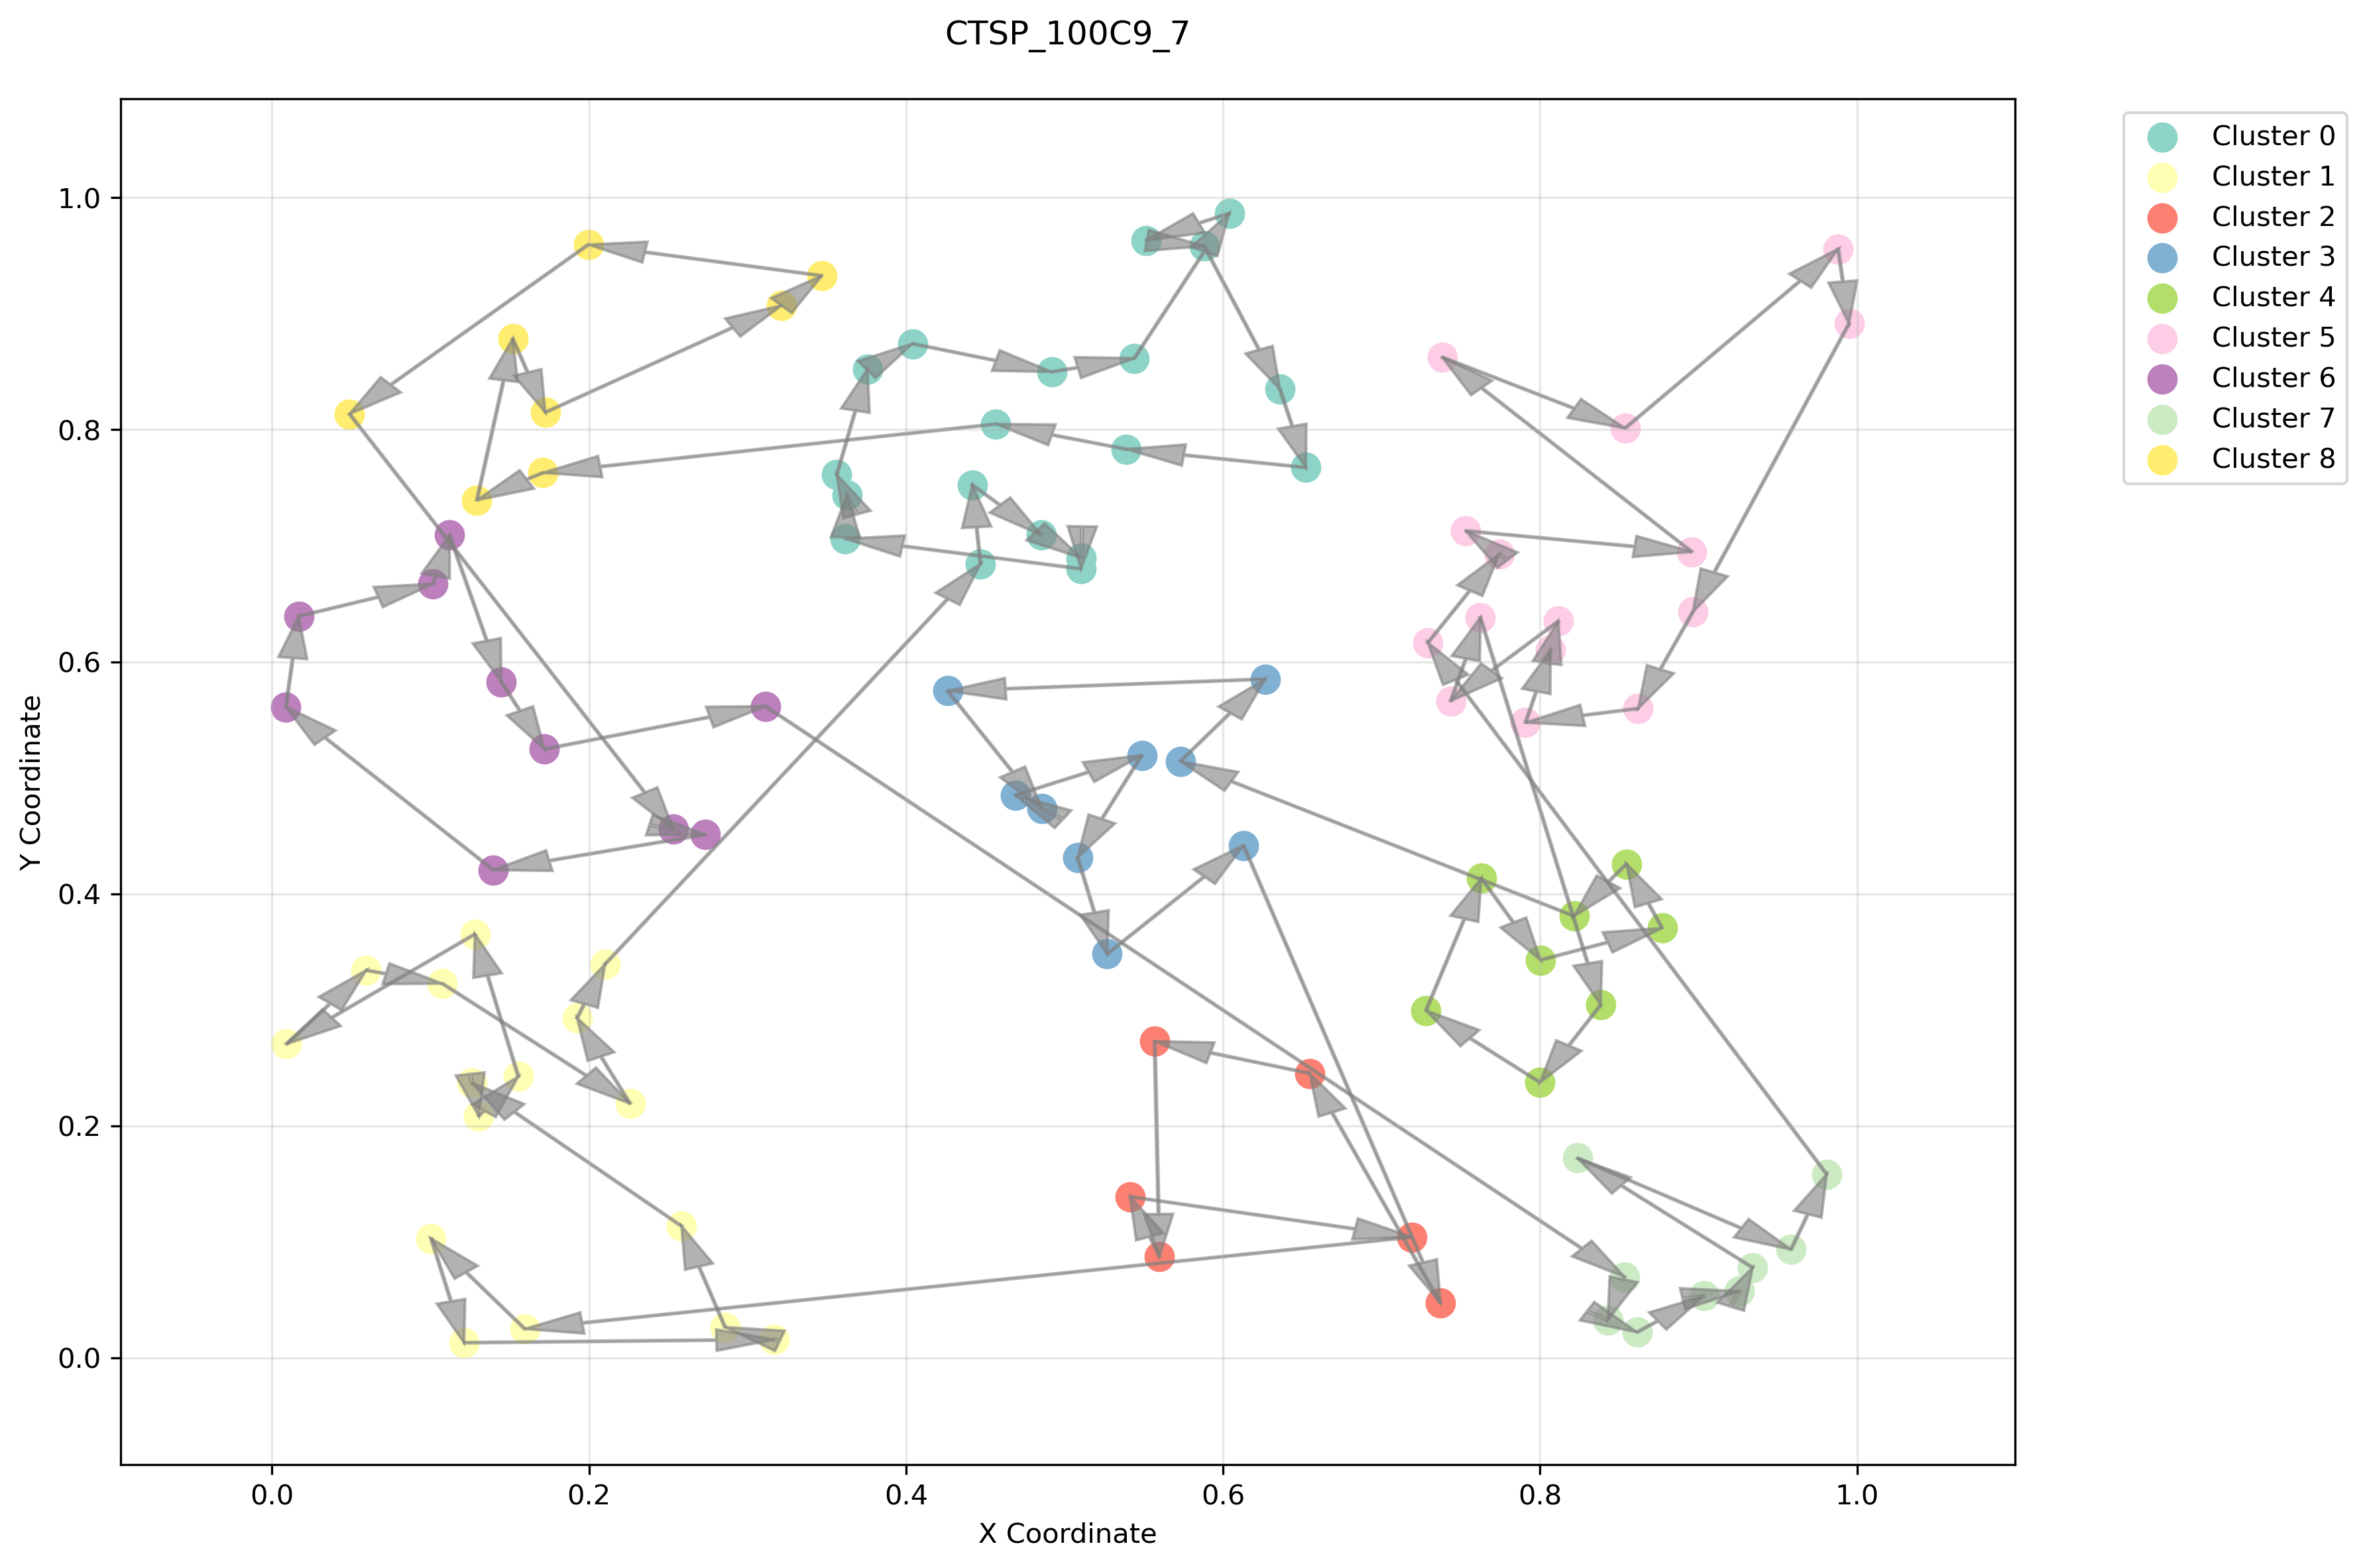 CTSP_100C9_7
Cluster 0
Cluster 1
Cluster 2
Cluster 3
Cluster 4
Cluster 5
Cluster 6
Cluster 7
Cluster 8
Y Coordinate
1.0
0.8
0.6
0.4
0.2
0.0
0.0 0.2 0.4 0.6 0.8 1.0
X Coordinate